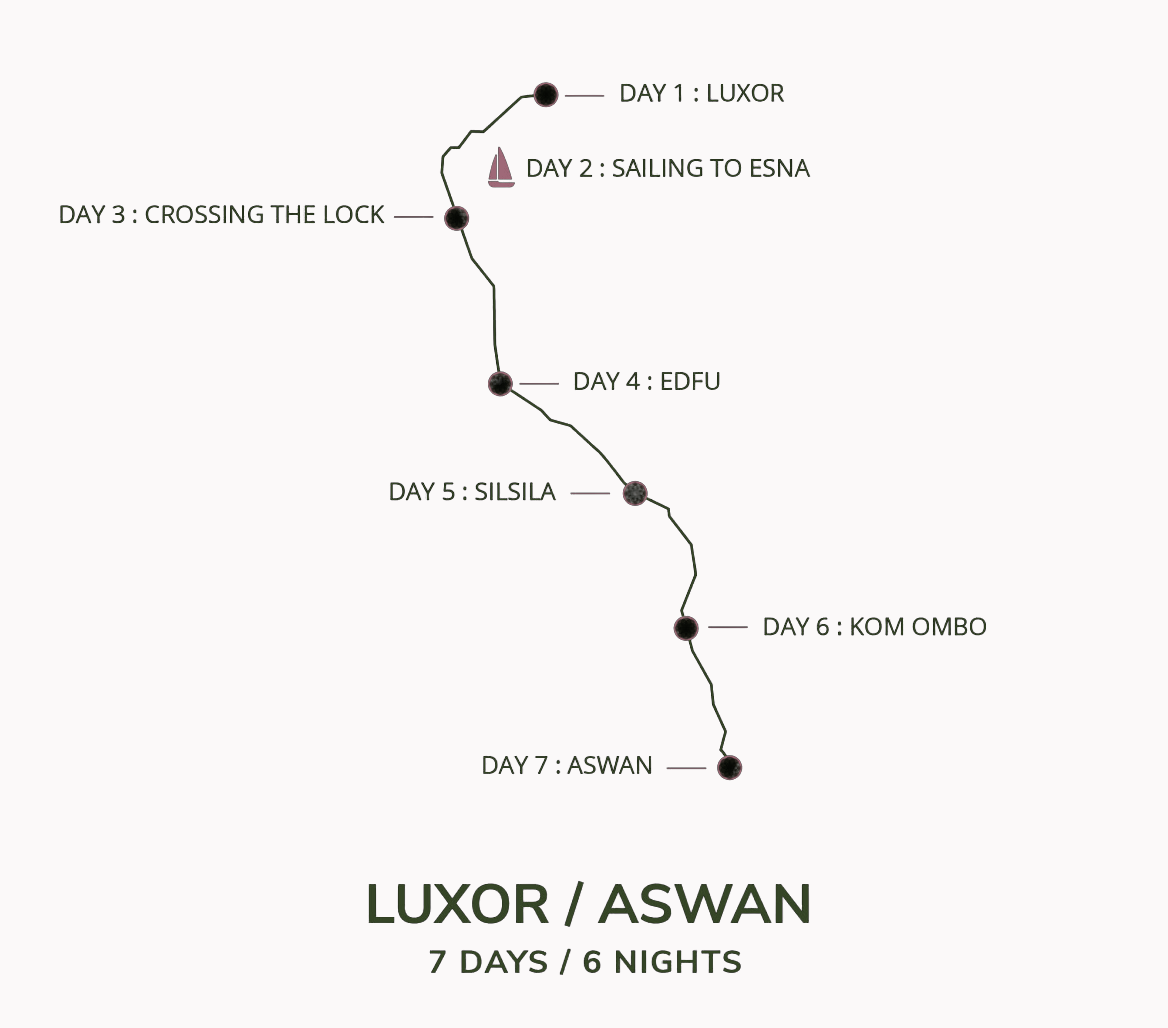 DAY 1 : LUXOR
DAY 2 : SAILING TO ESNA
DAY 3 : CROSSING THE LOCK
DAY 4 : EDFU
DAY 5 : SILSILA
DAY 6 : KOM OMBO
DAY 7 : ASWAN
LUXOR / ASWAN
7 DAYS / 6 NIGHTS